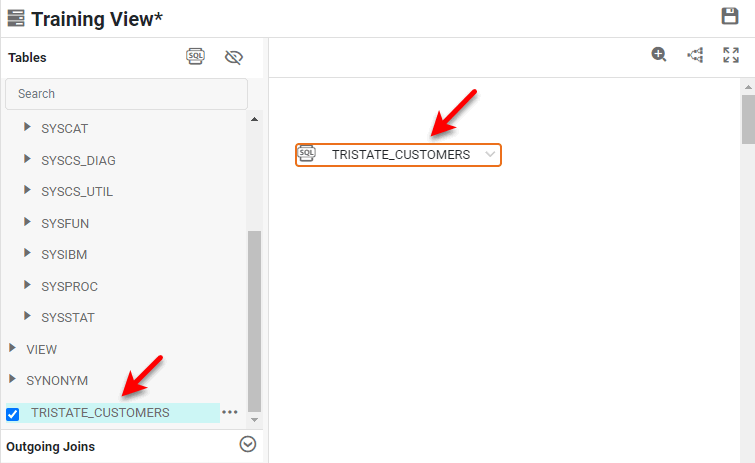 Training View*
Tables
SQL
Search
SYSCAT
SYSCS_DIAG
SYSCS_UTIL
SYSFUN
SYSIBM
SYSPROC
SYSSTAT
VIEW
SYNONYM
TRISTATE_CUSTOMERS
Outgoing Joins
SQL TRISTATE_CUSTOMERS